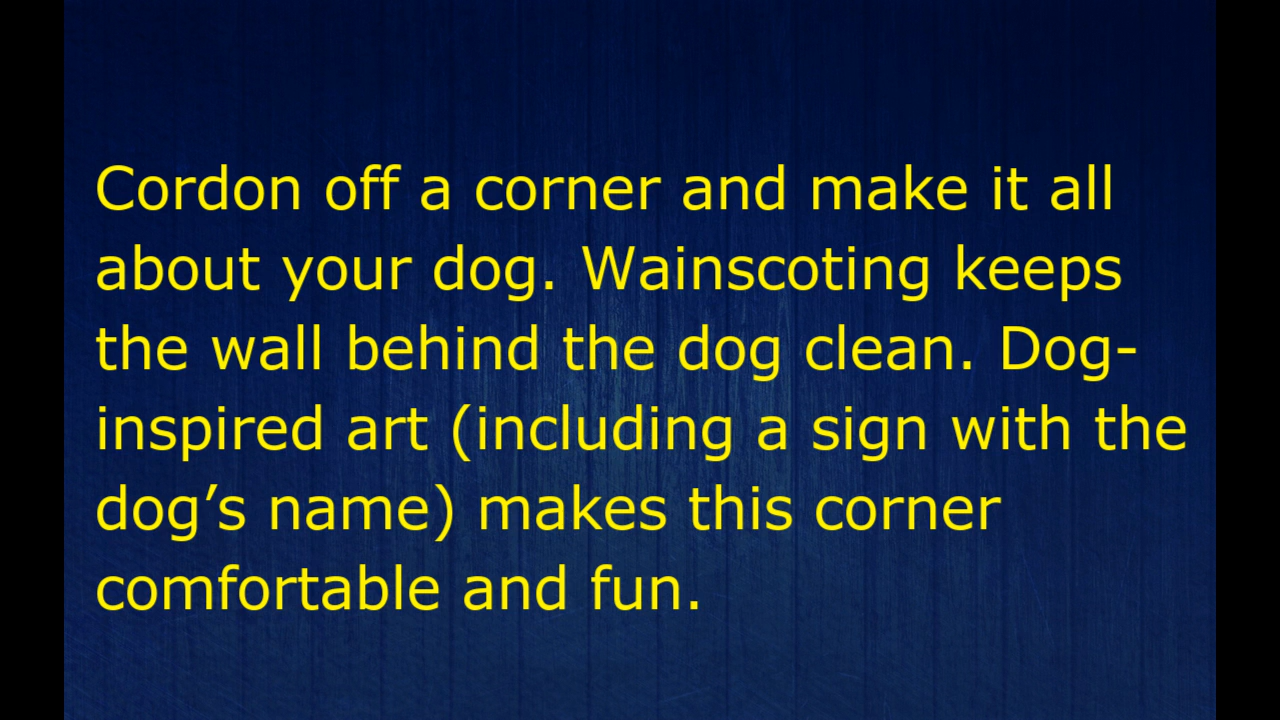 Cordon off a corner and make it all
about your dog. Wainscoting keeps
the wall behind the dog clean. Dog-
inspired art (including a sign with the
dog’s name) makes this corner
comfortable and fun.